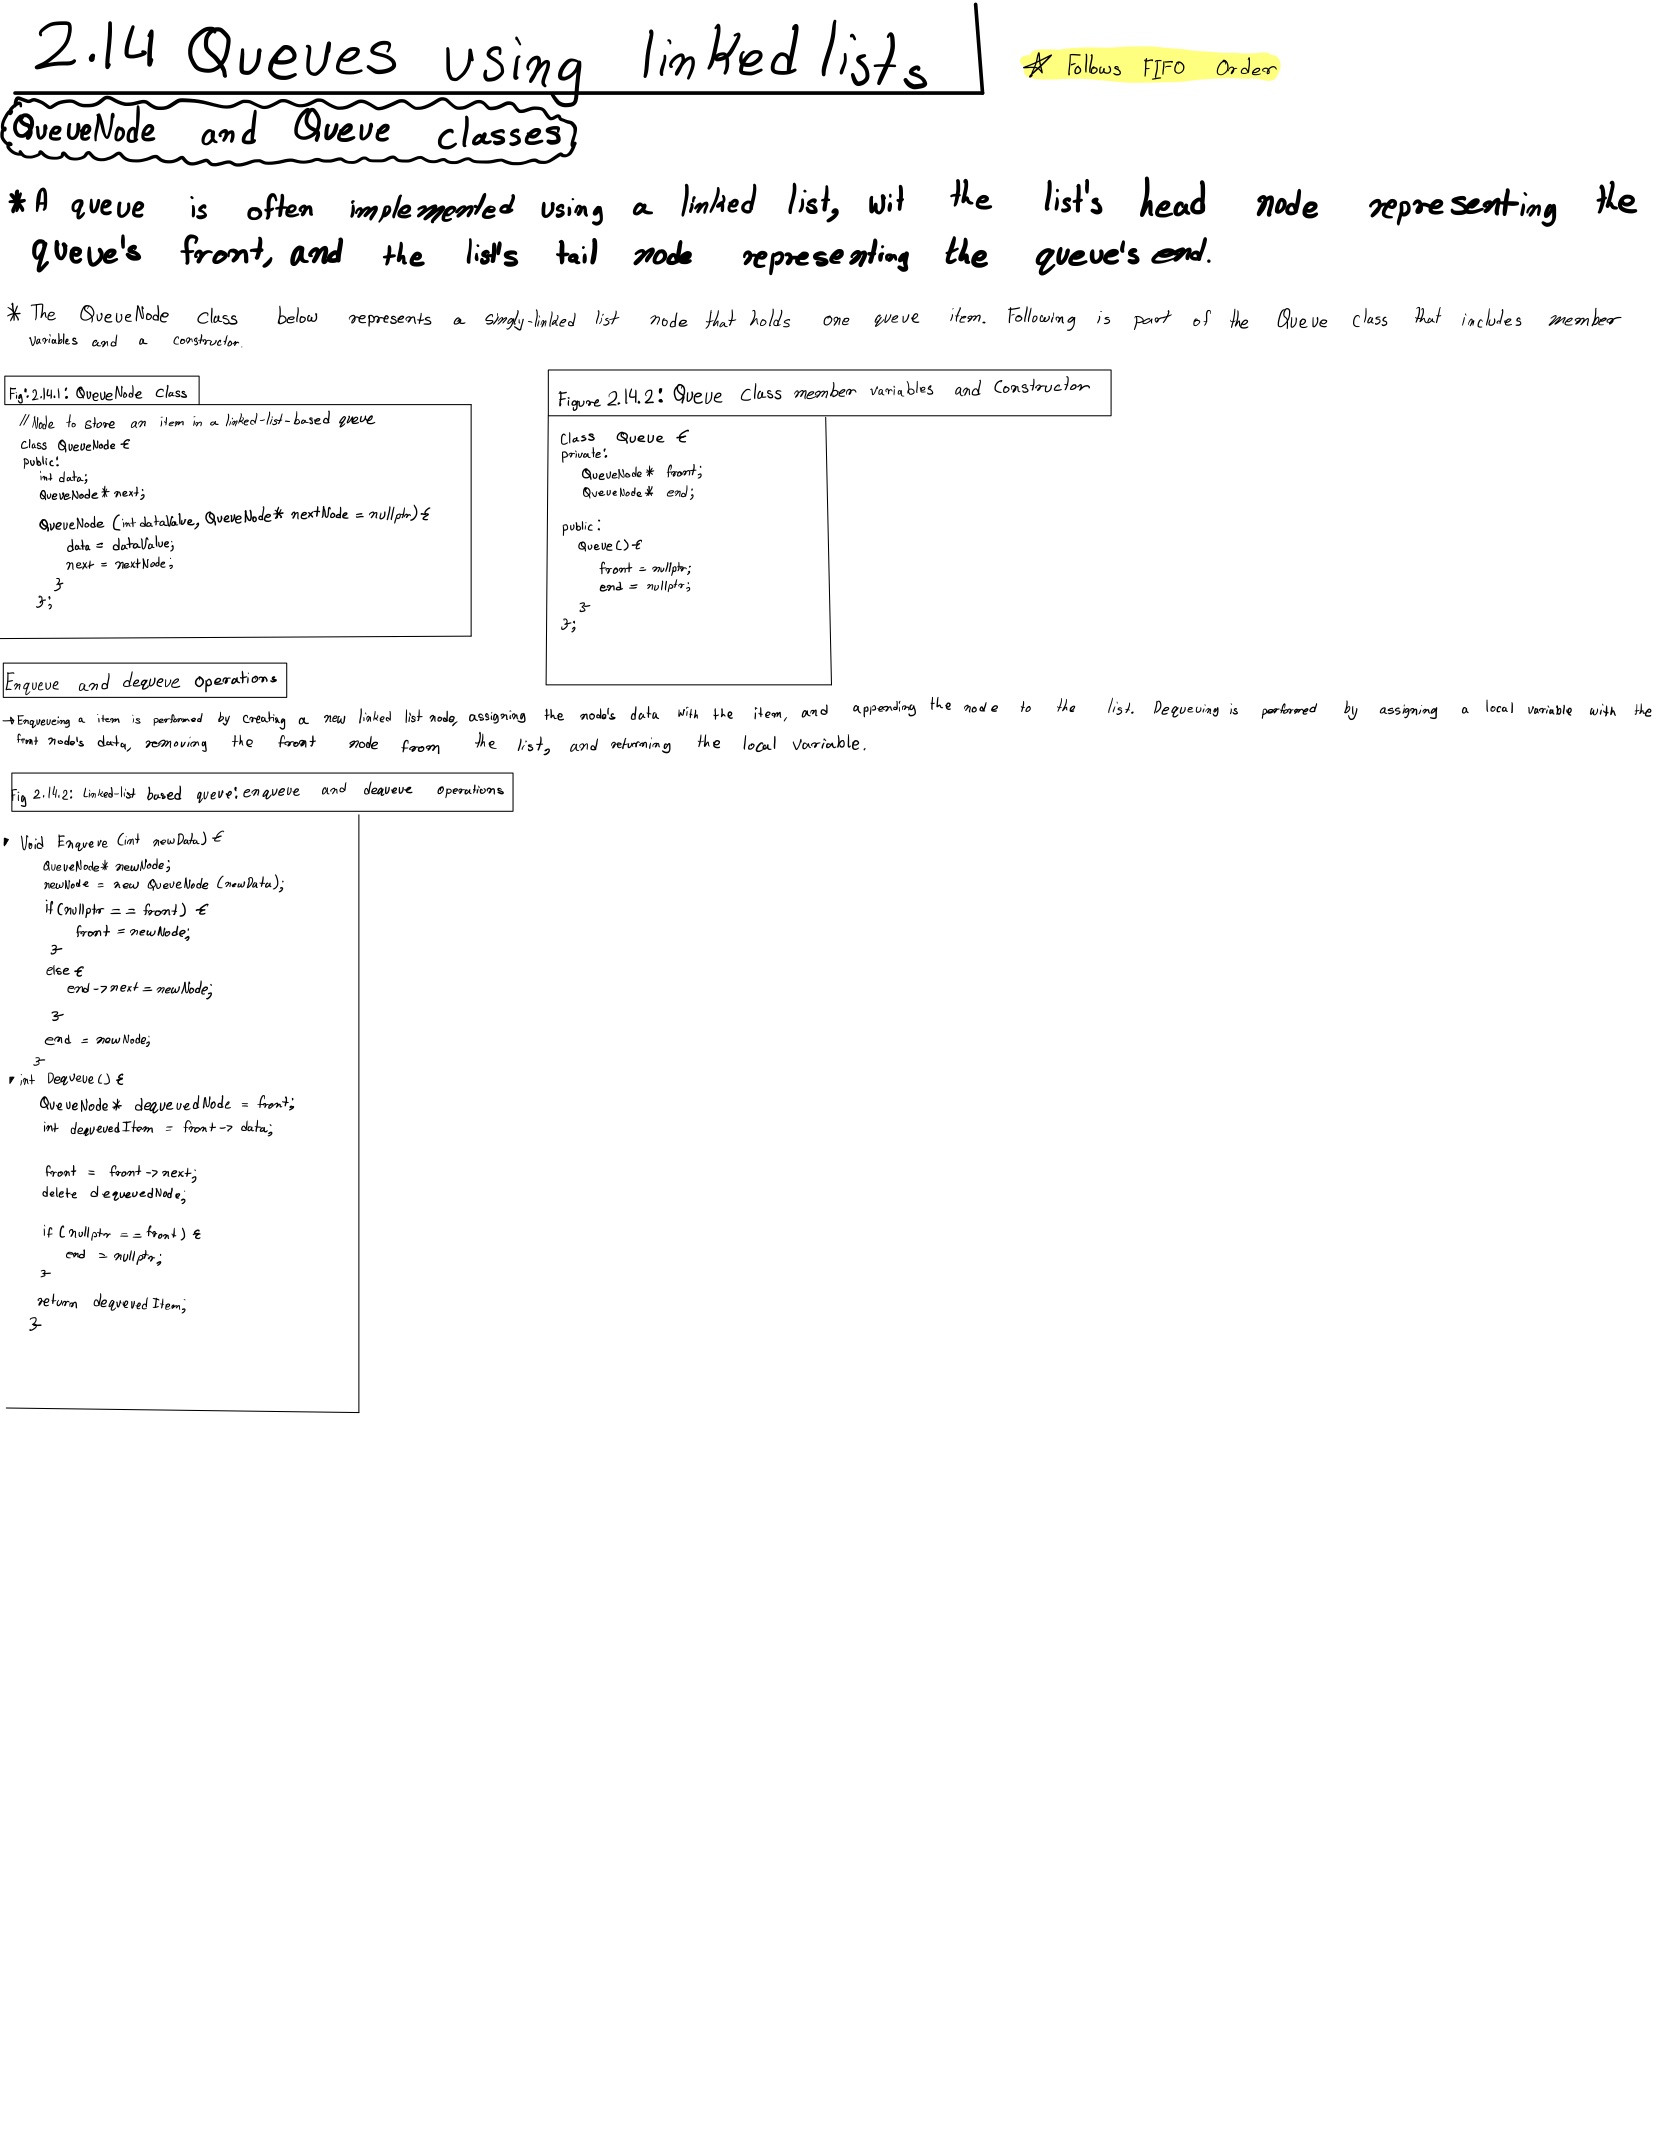 2.14 Queues using linked lists
* Follows FIFO Order
QueueNode and Queue classes
* A queue is often implemented using a linked list, wit the list's head node representing the
queue's front, and the list's tail node representing the queue's end.
* The QueueNode class below represents a singly-linked list node that holds one queue item. Following is part of the Queue class that includes member
variables and a constructor.
Fig: 2.14.1: QueueNode class
// Node to store an item in a linked-list-based queue
class QueueNode {
public:
int data;
QueueNode* next;
QueueNode (int dataValue, QueueNode* nextNode = nullptr) {
data = dataValue;
next = nextNode;
}
};
Figure 2.14.2: Queue class member variables and Constructor
Class Queue {
private:
QueueNode* front;
QueueNode* end;
public:
Queue() {
front = nullptr;
end = nullptr;
}
};
Enqueue and dequeue operations
→ Enqueueing a item is performed by creating a new linked list node, assigning the node's data with the item, and appending the node to the list. Dequeuing is performed by assigning a local variable with the
front node's data, removing the front node from the list, and returning the local variable.
Fig 2.14.2: Linked-list based queue: enqueue and dequeue operations
Void Enqueue (int newData) {
QueueNode* newNode;
newNode = new QueueNode (newData);
if (nullptr == front) {
front = newNode;
}
else {
end->next = newNode;
}
end = newNode;
}
int Dequeue() {
QueueNode* dequeuedNode = front;
int dequeuedItem = front->data;
front = front->next;
delete dequeuedNode;
if (nullptr == front) {
end = nullptr;
}
return dequeuedItem;
}